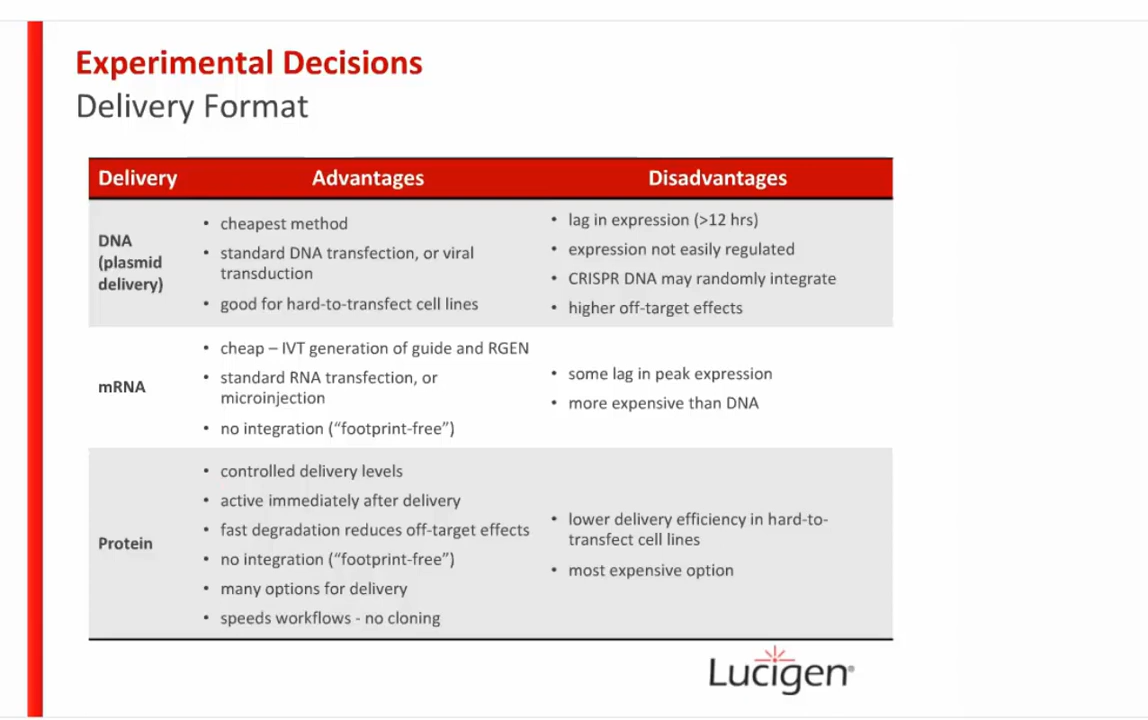 Experimental Decisions
Delivery Format
Delivery Advantages Disadvantages
DNA
(plasmid
delivery)
• cheapest method
• standard DNA transfection, or viral
transduction
• good for hard-to-transfect cell lines
• lag in expression (>12 hrs)
• expression not easily regulated
• CRISPR DNA may randomly integrate
• higher off-target effects
mRNA
• cheap – IVT generation of guide and RGEN
• standard RNA transfection, or
microinjection
• no integration (“footprint-free”)
• some lag in peak expression
• more expensive than DNA
Protein
• controlled delivery levels
• active immediately after delivery
• fast degradation reduces off-target effects
• no integration (“footprint-free”)
• many options for delivery
• speeds workflows - no cloning
• lower delivery efficiency in hard-to-
transfect cell lines
• most expensive option
Lucigen®